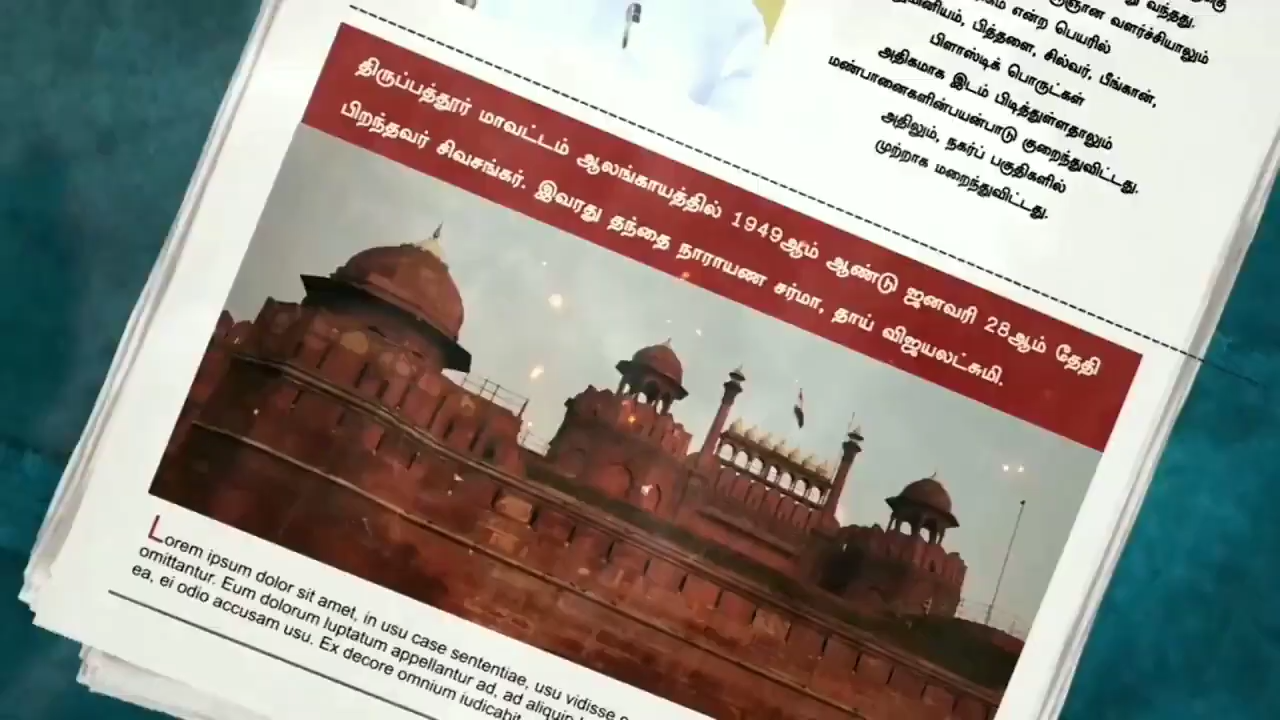 வந்தது.
வளர்ச்சியாலும்
என்ற பெயரில்
பித்தளை, சில்வர், பீங்கான்,
பிளாஸ்டிக் பொருட்கள்
அதிகமாக இடம் பிடித்துள்ளதாலும்
மண்பானைகளின்பயன்பாடு குறைந்துவிட்டது.
அதிலும், நகர்ப் பகுதிகளில்
முற்றாக மறைந்துவிட்டது.
திருப்பத்தூர் மாவட்டம் ஆலங்காயத்தில் 1949ஆம் ஆண்டு ஜனவரி 28ஆம் தேதி
பிறந்தவர் சிவசங்கர். இவரது தந்தை நாராயண சர்மா, தாய் விஜயலட்சுமி.
Lorem ipsum dolor sit amet, in usu case sententiae, usu vidisse
omittantur. Eum dolorum luptatum appellantur ad, ad aliquip
ea, ei odio accusam usu. Ex decore omnium iudicabit